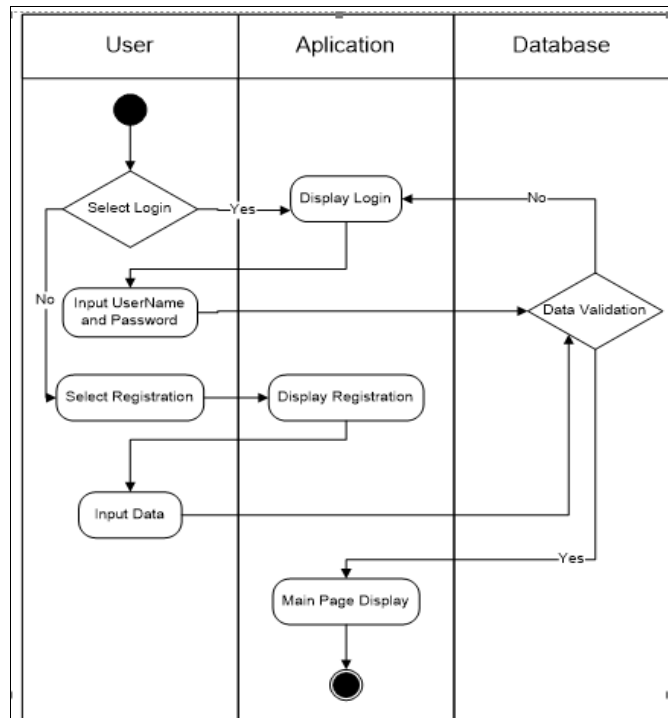 User
Aplication
Database
Select Login
Yes
Display Login
No
No
Input UserName
and Password
Data Validation
Select Registration
Display Registration
Input Data
Yes
Main Page Display